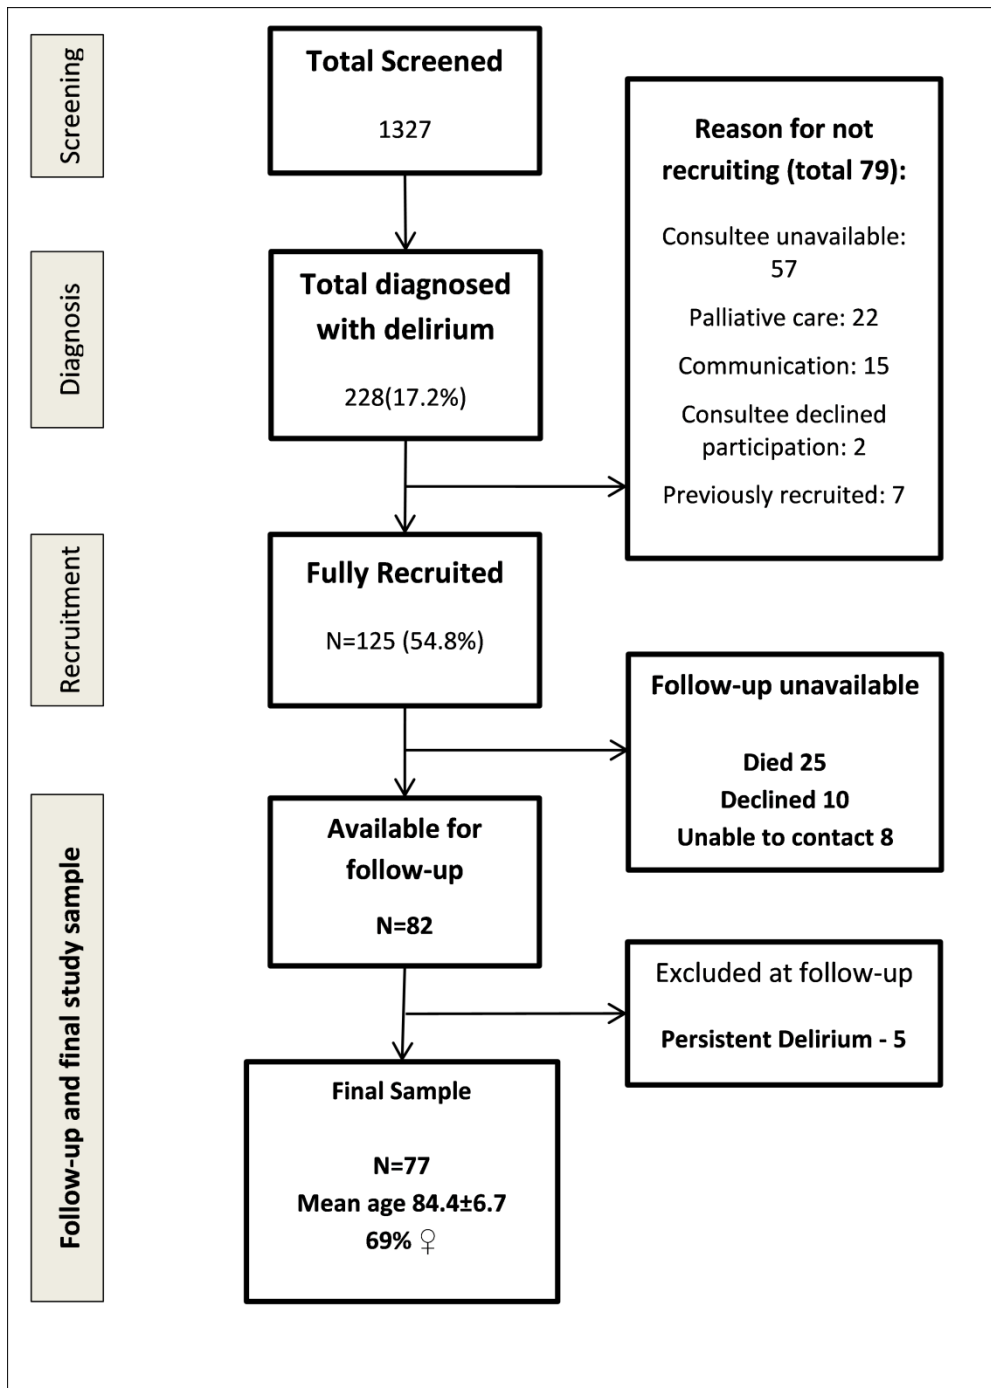 Screening
Total Screened
1327
Reason for not
recruiting (total 79):
Consultee unavailable:
57
Palliative care: 22
Communication: 15
Consultee declined
participation: 2
Previously recruited: 7
Diagnosis
Total diagnosed
with delirium
228(17.2%)
Recruitment
Fully Recruited
N=125 (54.8%)
Follow-up unavailable
Died 25
Declined 10
Unable to contact 8
Follow-up and final study sample
Available for
follow-up
N=82
Excluded at follow-up
Persistent Delirium - 5
Final Sample
N=77
Mean age 84.4±6.7
69% ♀